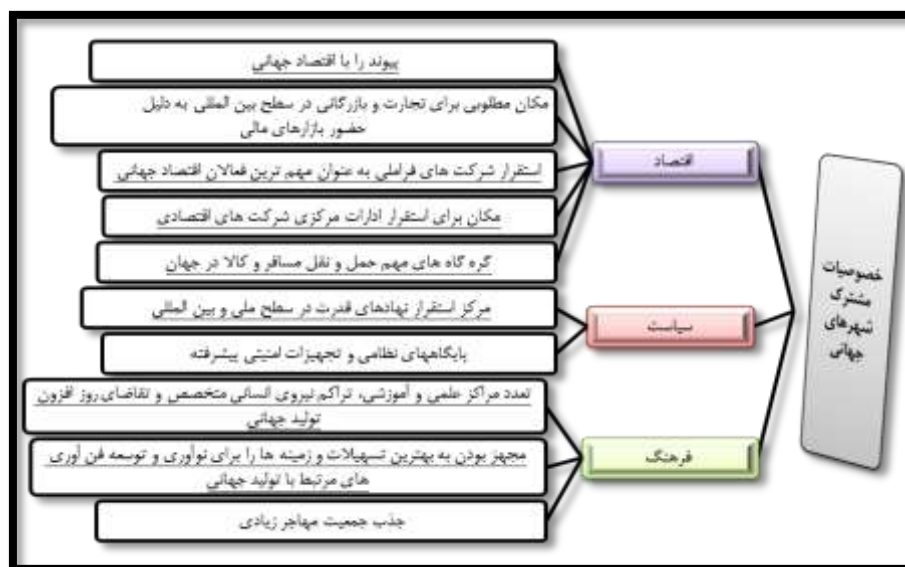 خصوصیات
مشترک
شهرهای
جهانی
اقتصاد
پیوند را با اقتصاد جهانی
مکان مطلوبی برای تجارت و بازرگانی در سطح بین المللی به دلیل
حضور بازارهای مالی
استقرار شرکت های فراملی به عنوان مهم ترین فعالان اقتصاد جهانی
مکان برای استقرار ادارات مرکزی شرکت های اقتصادی
گره گاه های مهم حمل و نقل مسافر و کالا در جهان
سیاست
مرکز استقرار نهادهای قدرت در سطح ملی و بین المللی
پایگاههای نظامی و تجهیزات امنیتی پیشرفته
فرهنگ
تعدد مراکز علمی و آموزشی، تراکم نیروی انسانی متخصص و تقاضای روز افزون
تولید جهانی
مجهز بودن به بهترین تسهیلات و زمینه ها را برای نوآوری و توسعه فن آوری
های مرتبط با تولید جهانی
جذب جمعیت مهاجر زیادی